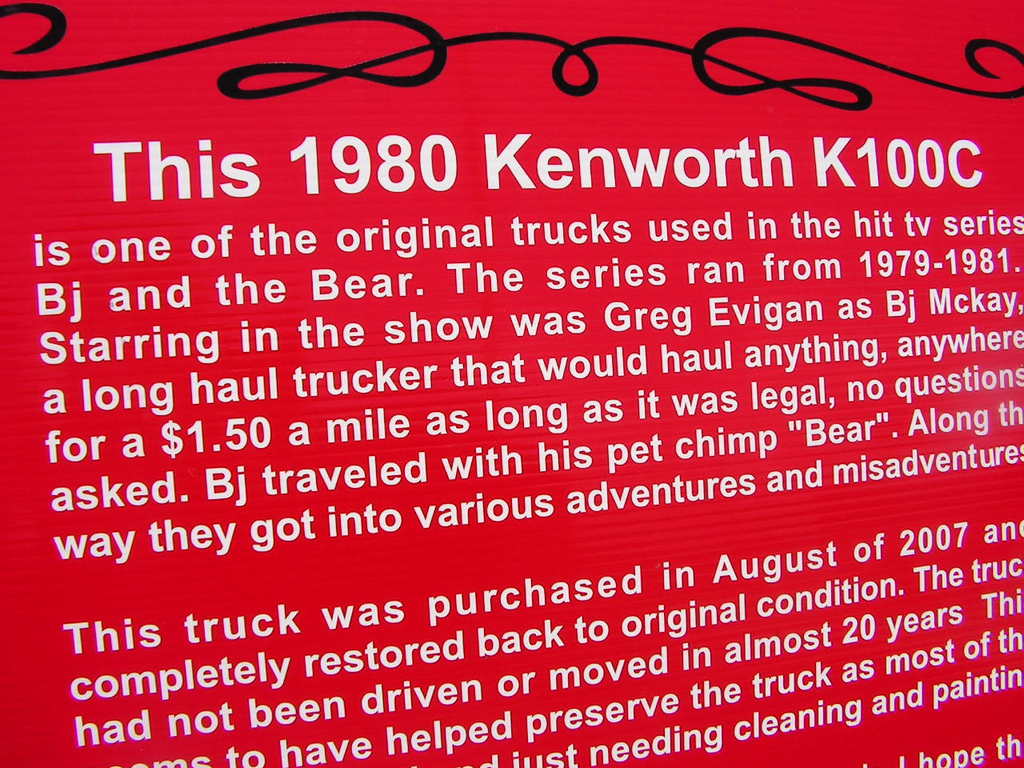 This 1980 Kenworth K100C
is one of the original trucks used in the hit tv series
Bj and the Bear. The series ran from 1979-1981.
Starring in the show was Greg Evigan as Bj Mckay,
a long haul trucker that would haul anything, anywhere
for a $1.50 a mile as long as it was legal, no questions
asked. Bj traveled with his pet chimp "Bear". Along th
way they got into various adventures and misadventures
This truck was purchased in August of 2007 and
completely restored back to original condition. The truc
had not been driven or moved in almost 20 years Thi
to have helped preserve the truck as most of th
just needing cleaning and paintin
I hope th